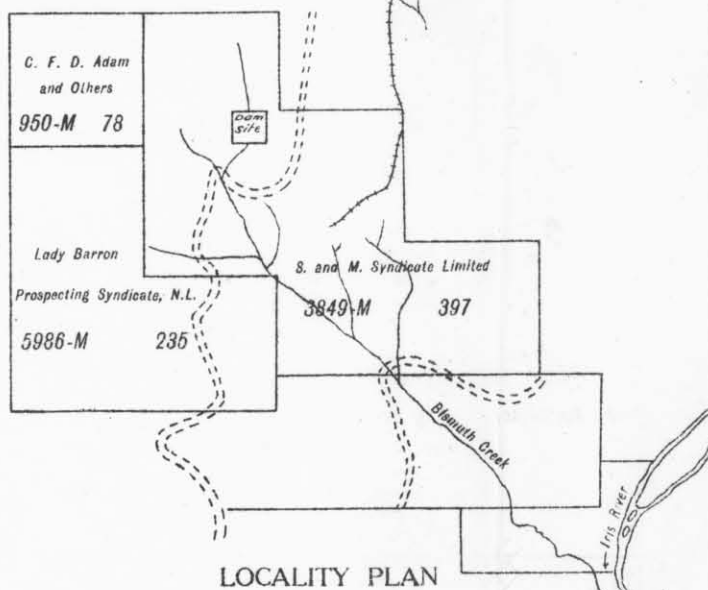 C. F. D. Adam
and Others
950-M 78
Dam
site
Lady Barron
Prospecting Syndicate, N.L.
5986-M 235
S. and M. Syndicate Limited
3849-M 397
Bismuth Creek
Iris River
LOCALITY PLAN